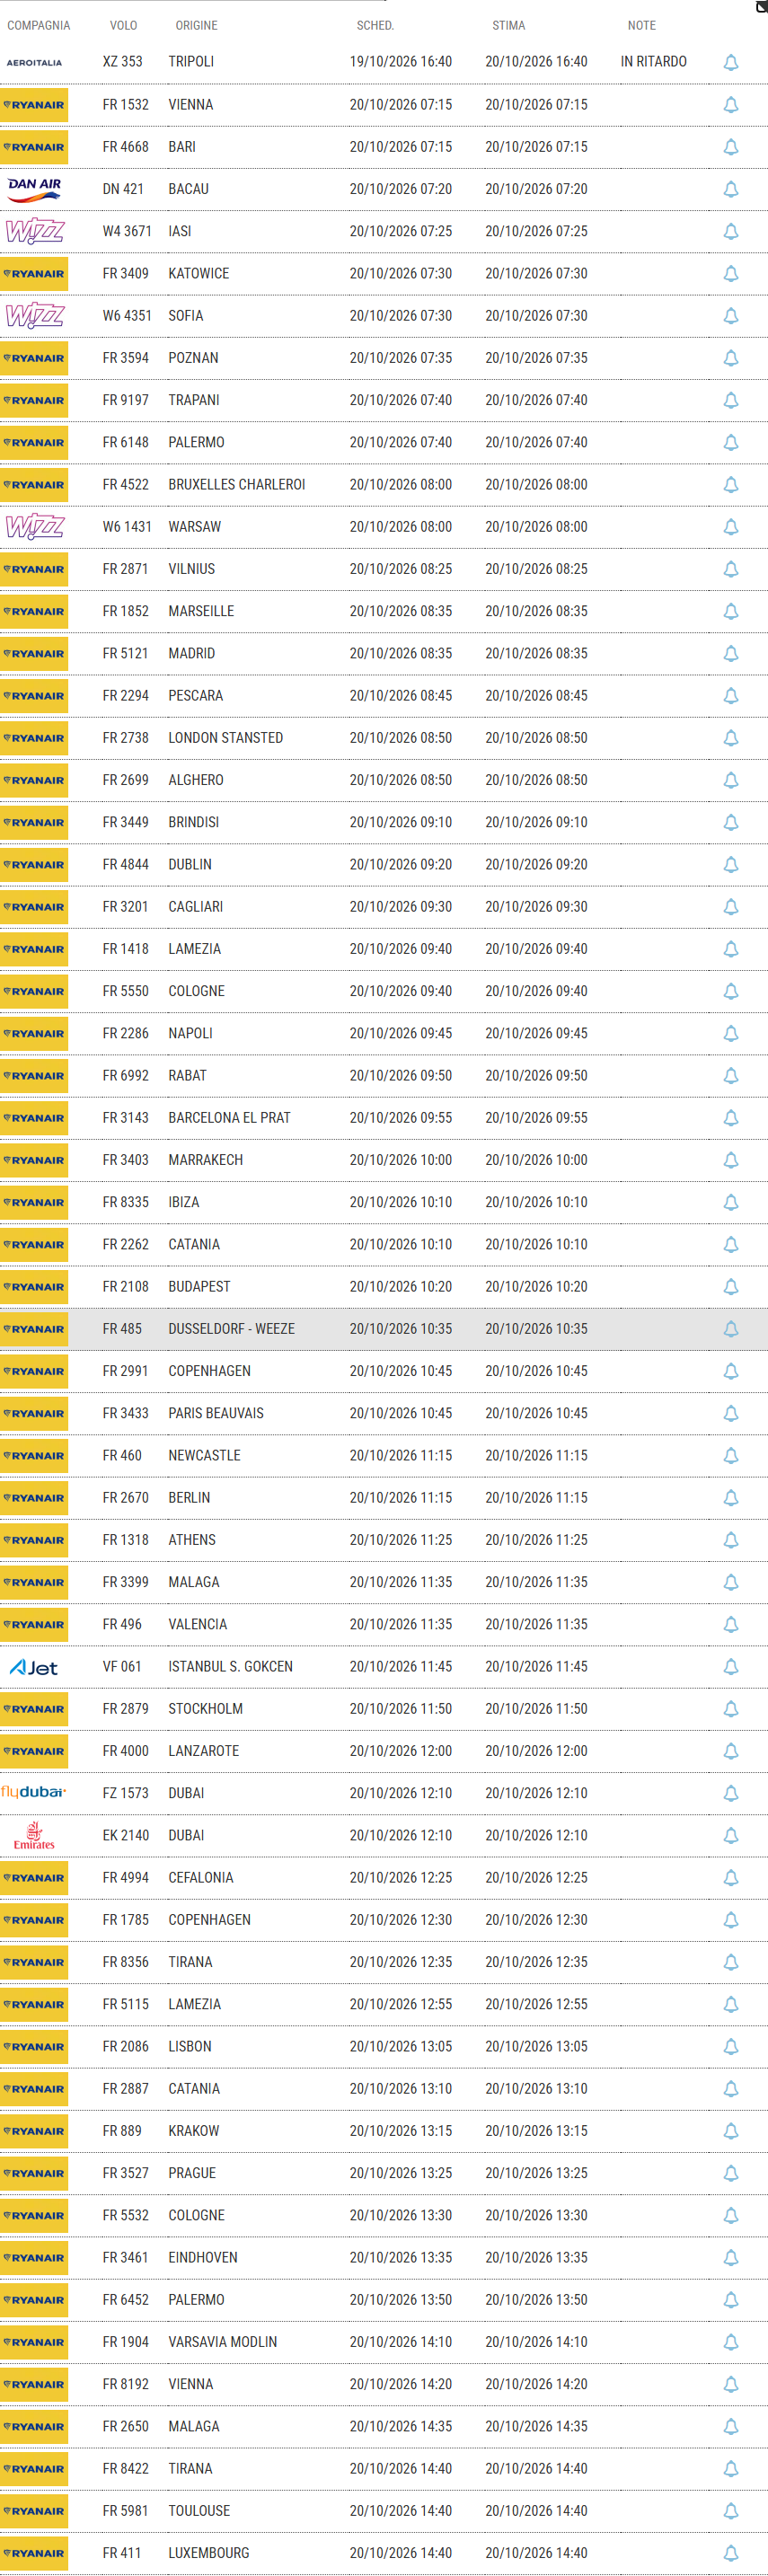 COMPAGNIA VOLO ORIGINE SCHED. STIMA NOTE
AEROITALIA XZ 353 TRIPOLI 19/10/2026 16:40 20/10/2026 16:40 IN RITARDO
RYANAIR FR 1532 VIENNA 20/10/2026 07:15 20/10/2026 07:15
RYANAIR FR 4668 BARI 20/10/2026 07:15 20/10/2026 07:15
DAN AIR DN 421 BACAU 20/10/2026 07:20 20/10/2026 07:20
WIZZ W4 3671 IASI 20/10/2026 07:25 20/10/2026 07:25
RYANAIR FR 3409 KATOWICE 20/10/2026 07:30 20/10/2026 07:30
WIZZ W6 4351 SOFIA 20/10/2026 07:30 20/10/2026 07:30
RYANAIR FR 3594 POZNAN 20/10/2026 07:35 20/10/2026 07:35
RYANAIR FR 9197 TRAPANI 20/10/2026 07:40 20/10/2026 07:40
RYANAIR FR 6148 PALERMO 20/10/2026 07:40 20/10/2026 07:40
RYANAIR FR 4522 BRUXELLES CHARLEROI 20/10/2026 08:00 20/10/2026 08:00
WIZZ W6 1431 WARSAW 20/10/2026 08:00 20/10/2026 08:00
RYANAIR FR 2871 VILNIUS 20/10/2026 08:25 20/10/2026 08:25
RYANAIR FR 1852 MARSEILLE 20/10/2026 08:35 20/10/2026 08:35
RYANAIR FR 5121 MADRID 20/10/2026 08:35 20/10/2026 08:35
RYANAIR FR 2294 PESCARA 20/10/2026 08:45 20/10/2026 08:45
RYANAIR FR 2738 LONDON STANSTED 20/10/2026 08:50 20/10/2026 08:50
RYANAIR FR 2699 ALGHERO 20/10/2026 08:50 20/10/2026 08:50
RYANAIR FR 3449 BRINDISI 20/10/2026 09:10 20/10/2026 09:10
RYANAIR FR 4844 DUBLIN 20/10/2026 09:20 20/10/2026 09:20
RYANAIR FR 3201 CAGLIARI 20/10/2026 09:30 20/10/2026 09:30
RYANAIR FR 1418 LAMEZIA 20/10/2026 09:40 20/10/2026 09:40
RYANAIR FR 5550 COLOGNE 20/10/2026 09:40 20/10/2026 09:40
RYANAIR FR 2286 NAPOLI 20/10/2026 09:45 20/10/2026 09:45
RYANAIR FR 6992 RABAT 20/10/2026 09:50 20/10/2026 09:50
RYANAIR FR 3143 BARCELONA EL PRAT 20/10/2026 09:55 20/10/2026 09:55
RYANAIR FR 3403 MARRAKECH 20/10/2026 10:00 20/10/2026 10:00
RYANAIR FR 8335 IBIZA 20/10/2026 10:10 20/10/2026 10:10
RYANAIR FR 2262 CATANIA 20/10/2026 10:10 20/10/2026 10:10
RYANAIR FR 2108 BUDAPEST 20/10/2026 10:20 20/10/2026 10:20
RYANAIR FR 485 DUSSELDORF - WEEZE 20/10/2026 10:35 20/10/2026 10:35
RYANAIR FR 2991 COPENHAGEN 20/10/2026 10:45 20/10/2026 10:45
RYANAIR FR 3433 PARIS BEAUVAIS 20/10/2026 10:45 20/10/2026 10:45
RYANAIR FR 460 NEWCASTLE 20/10/2026 11:15 20/10/2026 11:15
RYANAIR FR 2670 BERLIN 20/10/2026 11:15 20/10/2026 11:15
RYANAIR FR 1318 ATHENS 20/10/2026 11:25 20/10/2026 11:25
RYANAIR FR 3399 MALAGA 20/10/2026 11:35 20/10/2026 11:35
RYANAIR FR 496 VALENCIA 20/10/2026 11:35 20/10/2026 11:35
AJet VF 061 ISTANBUL S. GOKCEN 20/10/2026 11:45 20/10/2026 11:45
RYANAIR FR 2879 STOCKHOLM 20/10/2026 11:50 20/10/2026 11:50
RYANAIR FR 4000 LANZAROTE 20/10/2026 12:00 20/10/2026 12:00
flydubai FZ 1573 DUBAI 20/10/2026 12:10 20/10/2026 12:10
Emirates EK 2140 DUBAI 20/10/2026 12:10 20/10/2026 12:10
RYANAIR FR 4994 CEFALONIA 20/10/2026 12:25 20/10/2026 12:25
RYANAIR FR 1785 COPENHAGEN 20/10/2026 12:30 20/10/2026 12:30
RYANAIR FR 8356 TIRANA 20/10/2026 12:35 20/10/2026 12:35
RYANAIR FR 5115 LAMEZIA 20/10/2026 12:55 20/10/2026 12:55
RYANAIR FR 2086 LISBON 20/10/2026 13:05 20/10/2026 13:05
RYANAIR FR 2887 CATANIA 20/10/2026 13:10 20/10/2026 13:10
RYANAIR FR 889 KRAKOW 20/10/2026 13:15 20/10/2026 13:15
RYANAIR FR 3527 PRAGUE 20/10/2026 13:25 20/10/2026 13:25
RYANAIR FR 5532 COLOGNE 20/10/2026 13:30 20/10/2026 13:30
RYANAIR FR 3461 EINDHOVEN 20/10/2026 13:35 20/10/2026 13:35
RYANAIR FR 6452 PALERMO 20/10/2026 13:50 20/10/2026 13:50
RYANAIR FR 1904 VARSAVIA MODLIN 20/10/2026 14:10 20/10/2026 14:10
RYANAIR FR 8192 VIENNA 20/10/2026 14:20 20/10/2026 14:20
RYANAIR FR 2650 MALAGA 20/10/2026 14:35 20/10/2026 14:35
RYANAIR FR 8422 TIRANA 20/10/2026 14:40 20/10/2026 14:40
RYANAIR FR 5981 TOULOUSE 20/10/2026 14:40 20/10/2026 14:40
RYANAIR FR 411 LUXEMBOURG 20/10/2026 14:40 20/10/2026 14:40